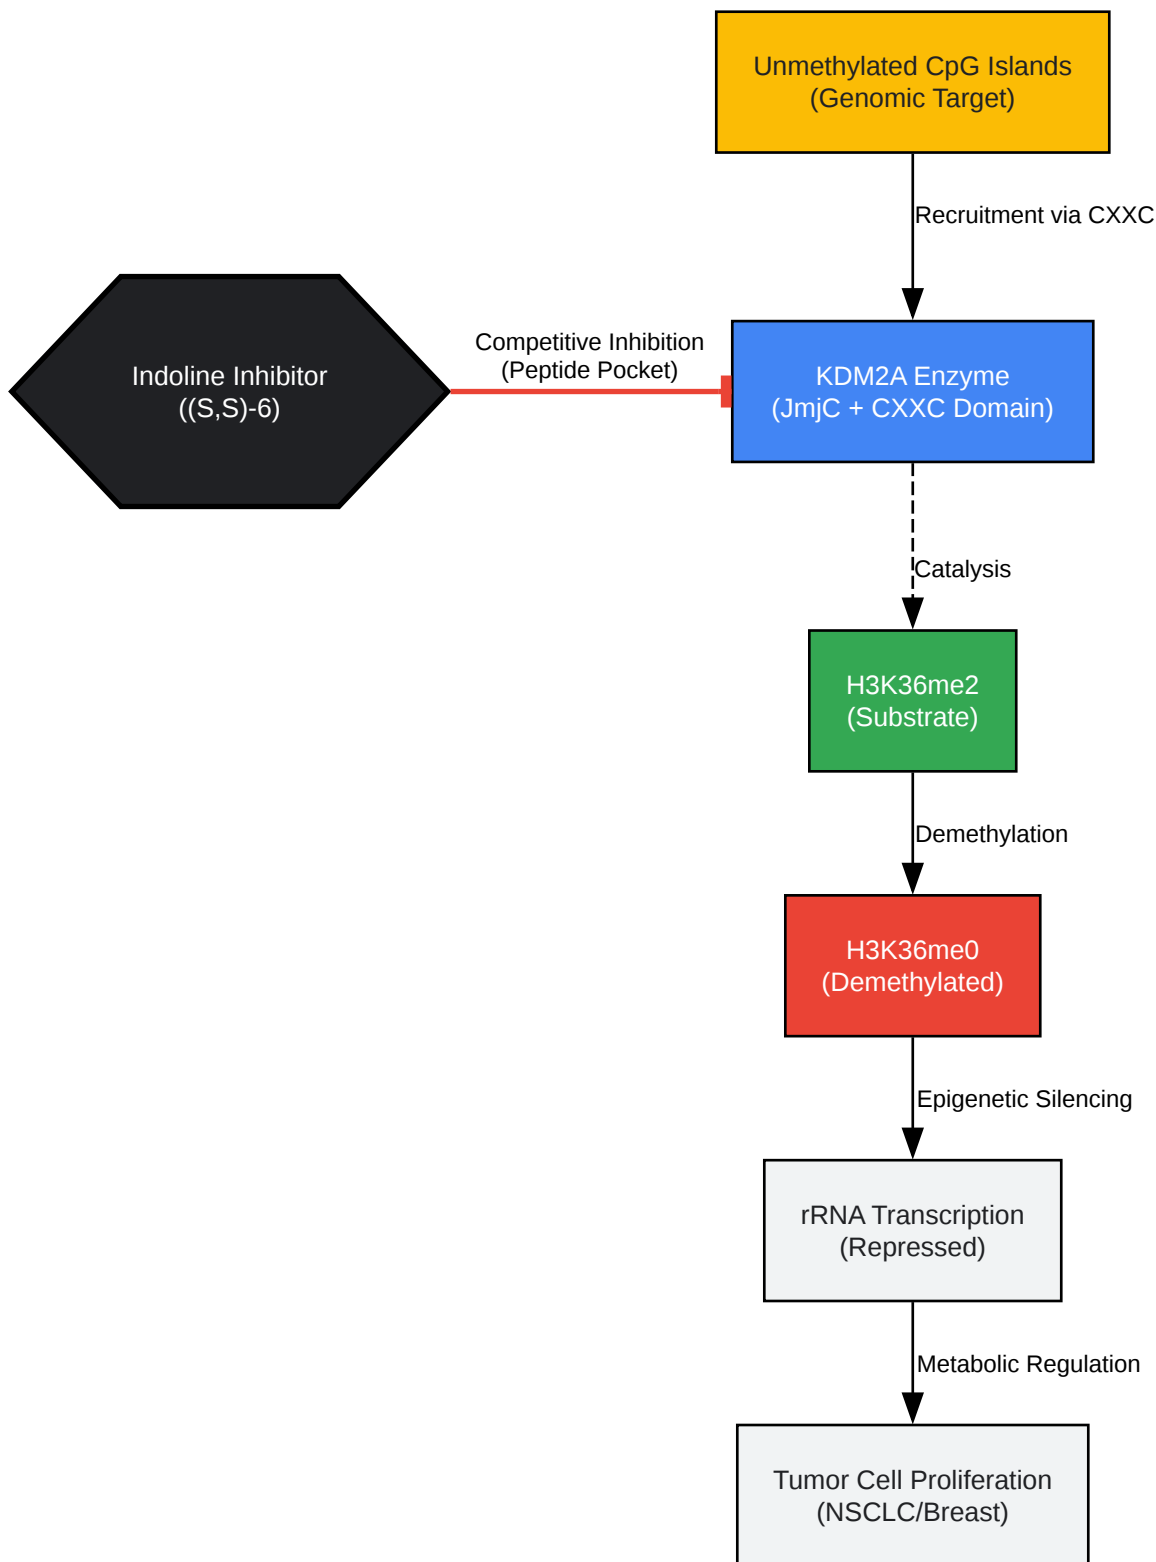 Unmethylated CpG Islands
(Genomic Target)
Recruitment via CXXC
Competitive Inhibition
(Peptide Pocket)
Indoline Inhibitor
((S,S)-6)
KDM2A Enzyme
(JmjC + CXXC Domain)
Catalysis
H3K36me2
(Substrate)
Demethylation
H3K36me0
(Demethylated)
Epigenetic Silencing
rRNA Transcription
(Repressed)
Metabolic Regulation
Tumor Cell Proliferation
(NSCLC/Breast)